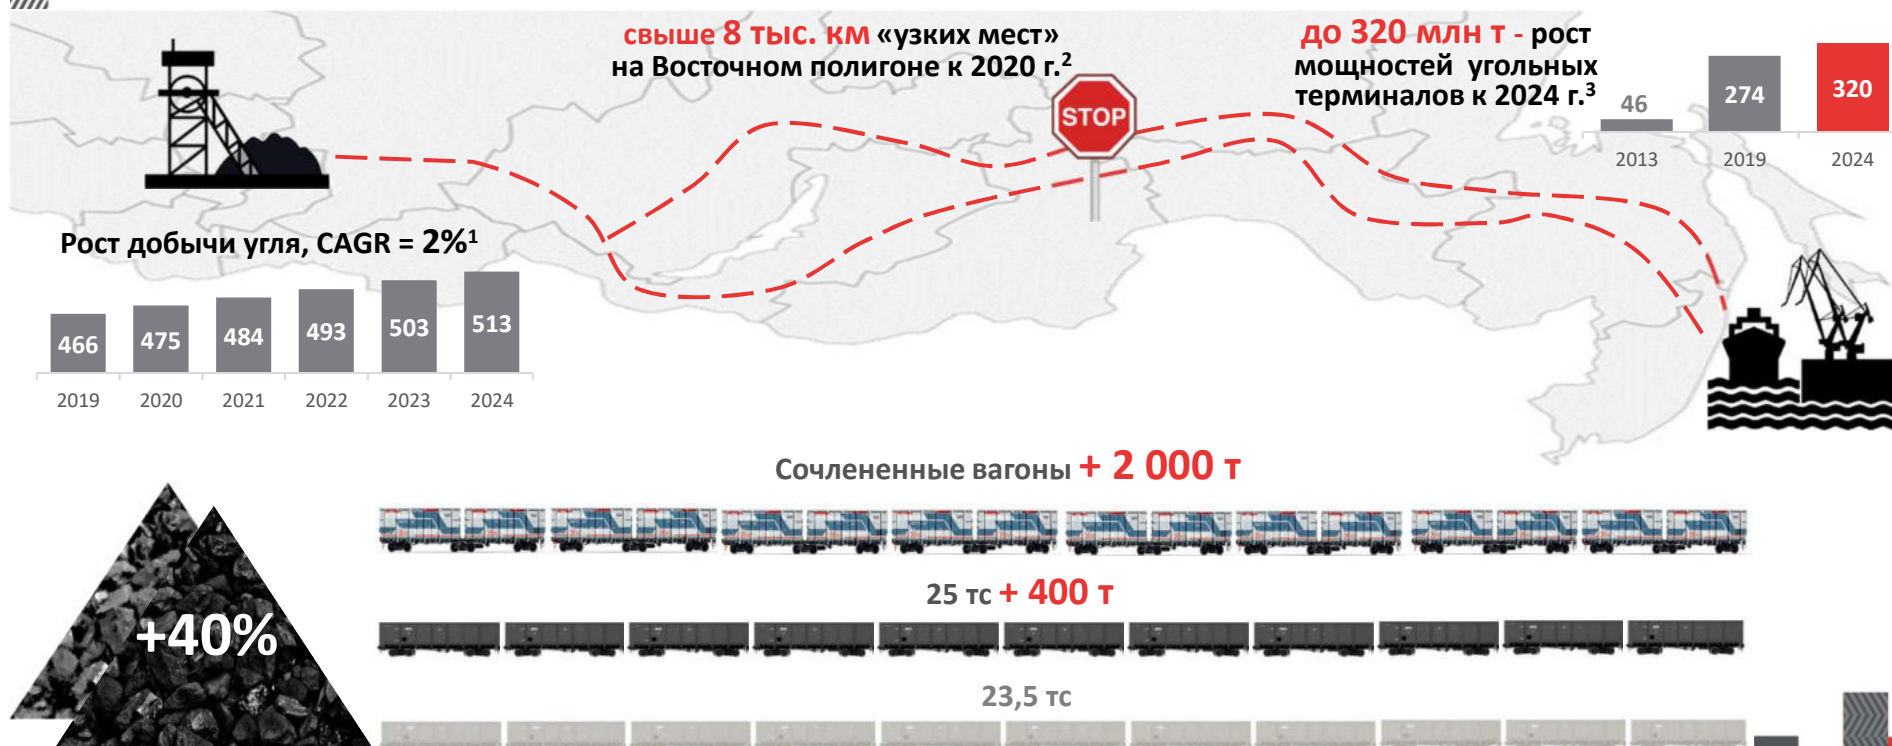 свыше 8 тыс. км «узких мест»
на Восточном полигоне к 2020 г.2
до 320 млн т - рост
мощностей угольных
терминалов к 2024 г.3
46
274
320
2013
2019
2024
STOP
Рост добычи угля, CAGR = 2%1
466
475
484
493
503
513
2019
2020
2021
2022
2023
2024
Сочлененные вагоны + 2 000 т
25 тс + 400 т
+40%
23,5 тс